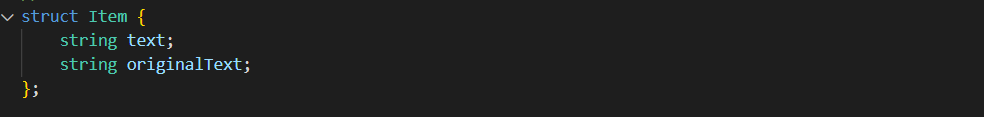 struct Item {
    string text;
    string originalText;
};